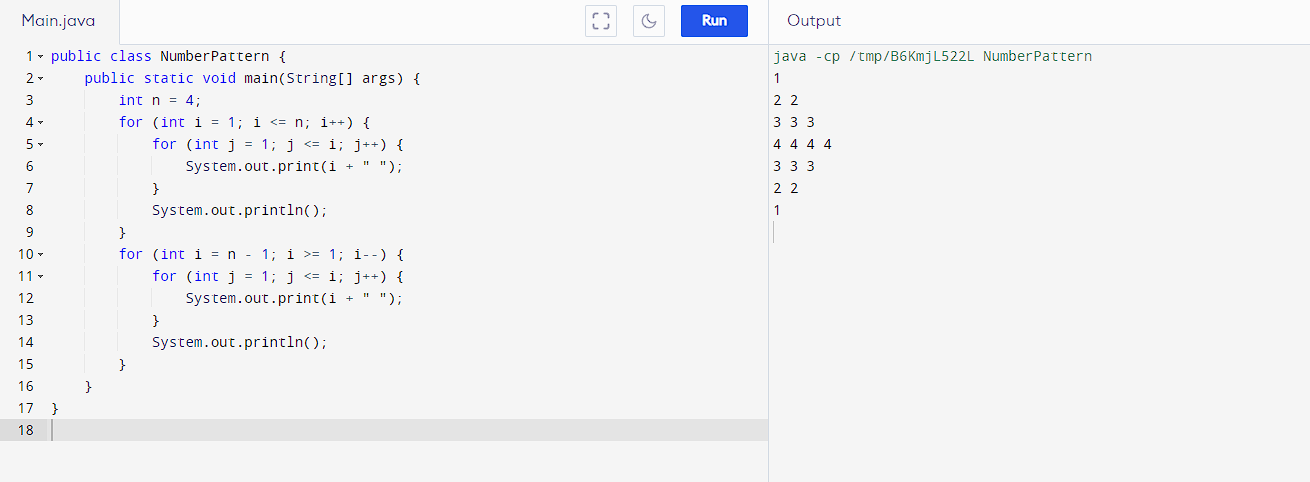 Main.java
Run
Output
1 public class NumberPattern {
2     public static void main(String[] args) {
3         int n = 4;
4         for (int i = 1; i <= n; i++) {
5             for (int j = 1; j <= i; j++) {
6                 System.out.print(i + " ");
7             }
8             System.out.println();
9         }
10         for (int i = n - 1; i >= 1; i--) {
11             for (int j = 1; j <= i; j++) {
12                 System.out.print(i + " ");
13             }
14             System.out.println();
15         }
16     }
17 }
18
java -cp /tmp/B6KmjL522L NumberPattern
1
2 2
3 3 3
4 4 4 4
3 3 3
2 2
1